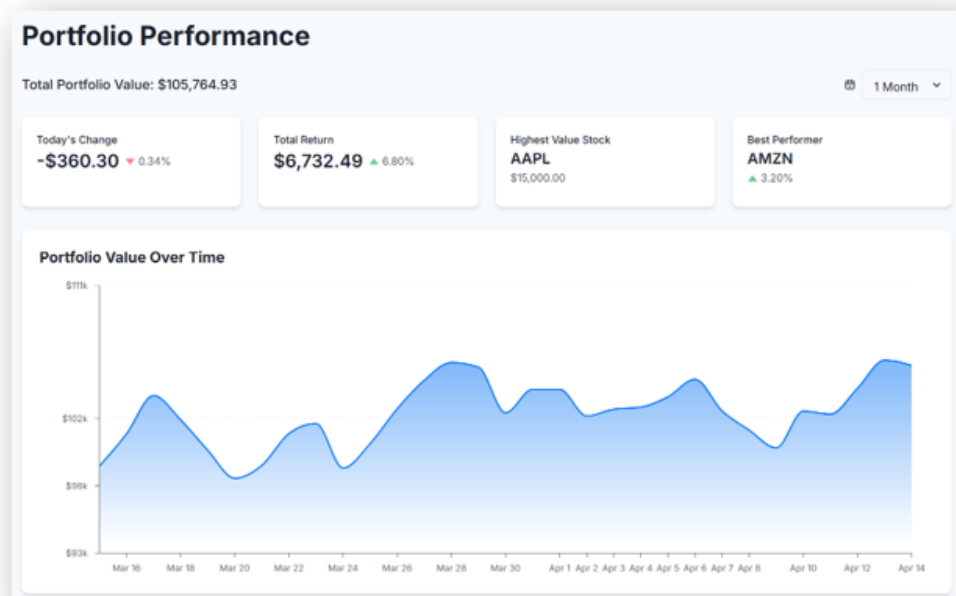 Portfolio Performance
Total Portfolio Value: $105,764.93
1 Month
Today's Change
-$360.30 ▼ 0.34%
Total Return
$6,732.49 ▲ 6.80%
Highest Value Stock
AAPL
$15,000.00
Best Performer
AMZN
▲ 3.20%
Portfolio Value Over Time
$111k
$102k
$98k
$93k
Mar 16 Mar 18 Mar 20 Mar 22 Mar 24 Mar 26 Mar 28 Mar 30 Apr 1 Apr 2 Apr 3 Apr 4 Apr 5 Apr 6 Apr 7 Apr 8 Apr 10 Apr 12 Apr 14